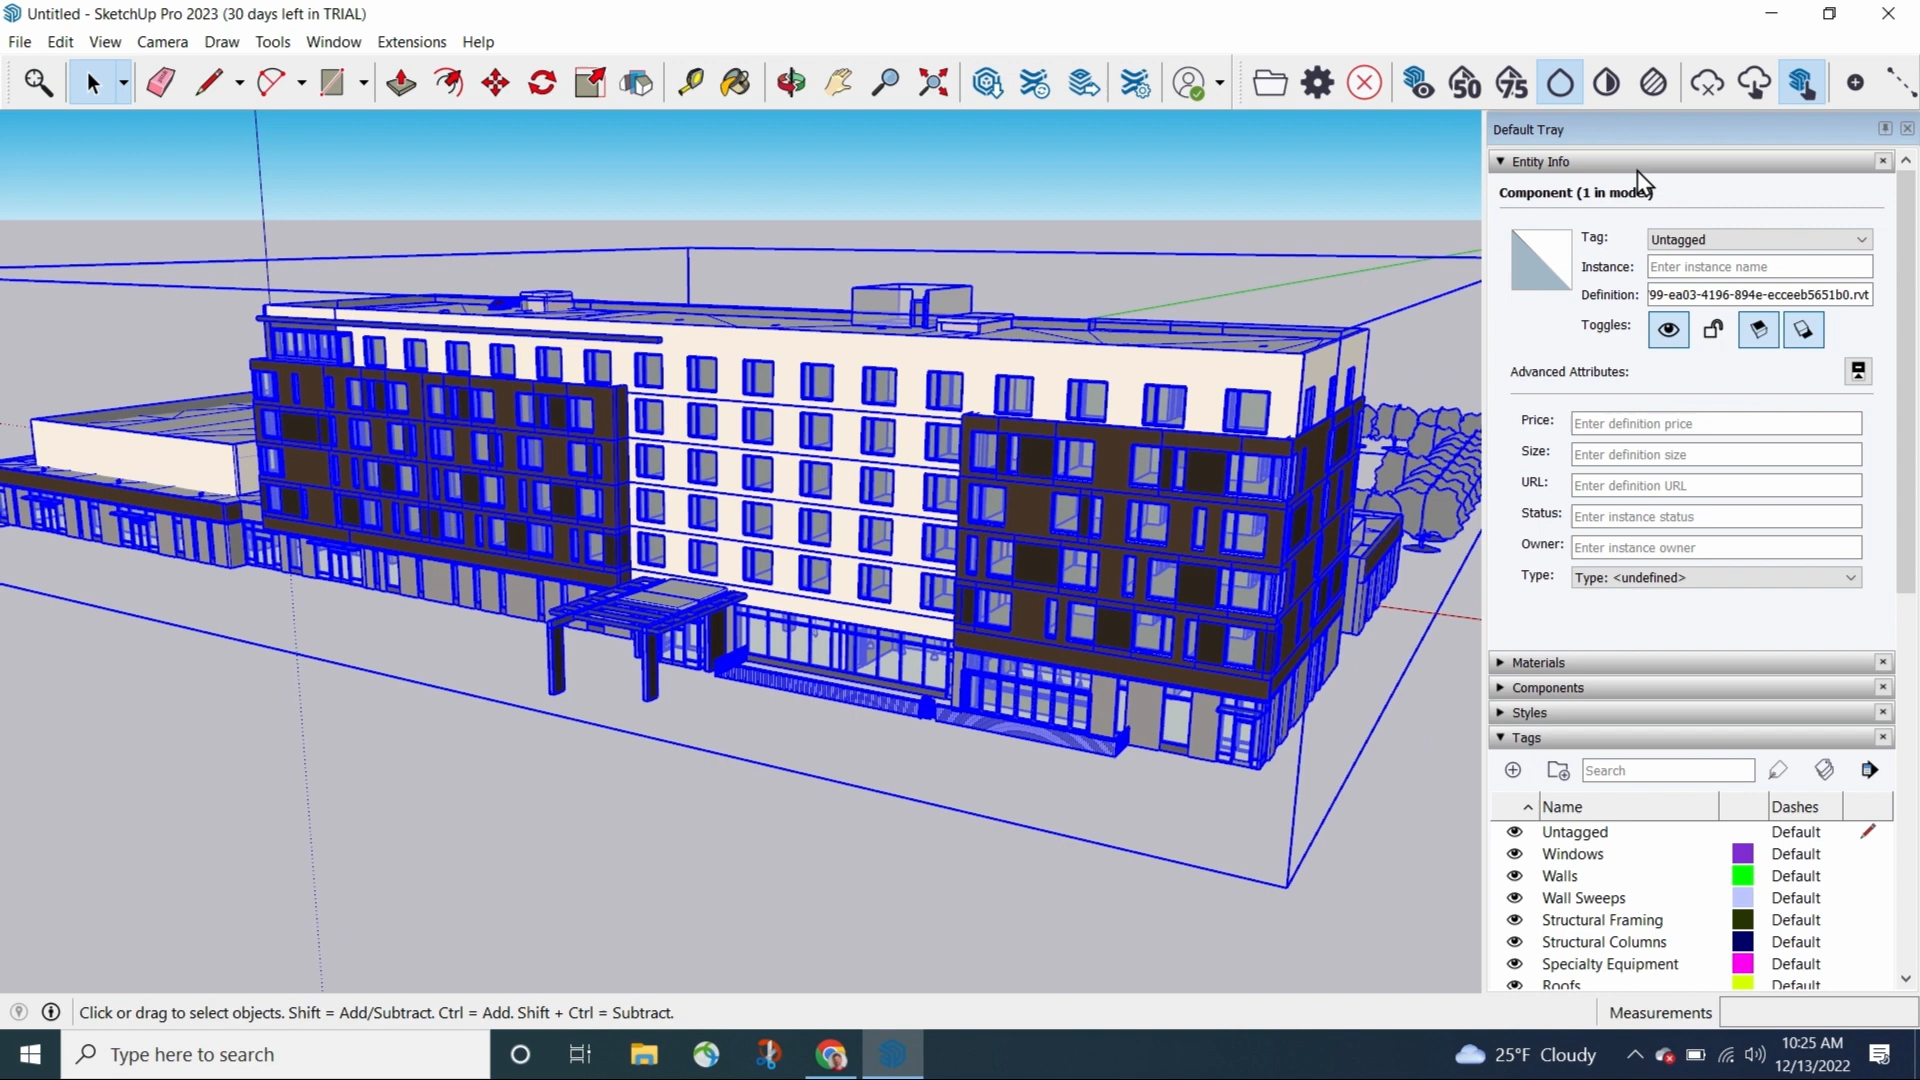 Untitled - SketchUp Pro 2023 (30 days left in TRIAL)
File Edit View Camera Draw Tools Window Extensions Help
50 75
Default Tray
Entity Info
Component (1 in model)
Tag: Untagged
Instance: Enter instance name
Definition: 99-ea03-4196-894e-ecceeb5651b0.rvt
Toggles:
Advanced Attributes:
Price: Enter definition price
Size: Enter definition size
URL: Enter definition URL
Status: Enter instance status
Owner: Enter instance owner
Type: Type: <undefined>
Materials
Components
Styles
Tags
Search
Name Dashes
Untagged Default
Windows Default
Walls Default
Wall Sweeps Default
Structural Framing Default
Structural Columns Default
Specialty Equipment Default
Roofs Default
Click or drag to select objects. Shift = Add/Subtract. Ctrl = Add. Shift + Ctrl = Subtract.
Measurements
Type here to search
25°F Cloudy
10:25 AM
12/13/2022